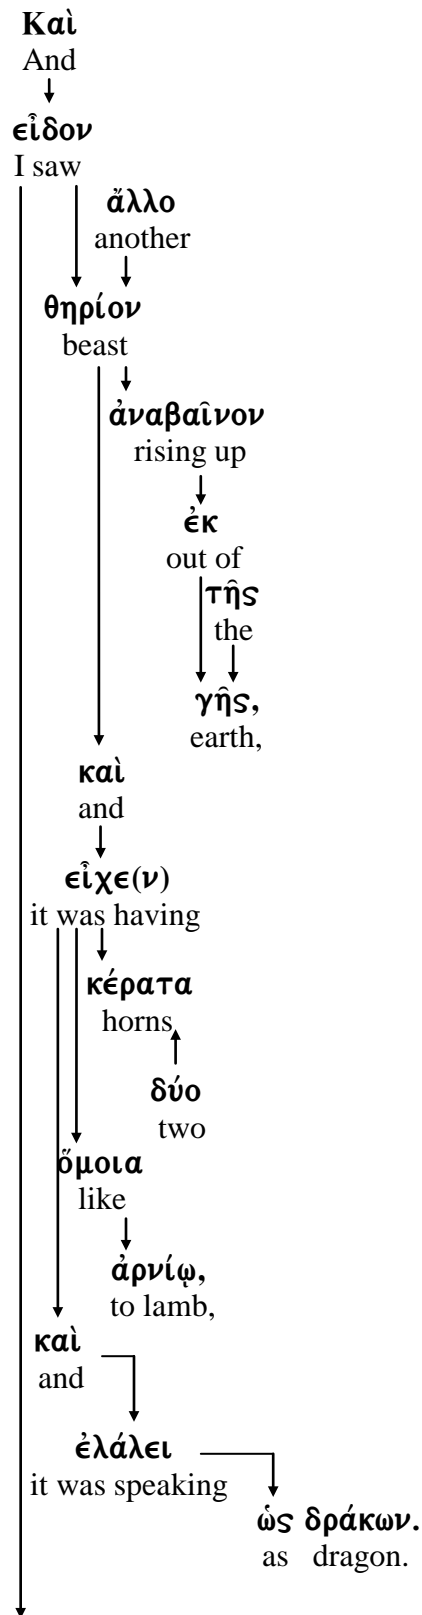 Καὶ
And
εἶδον
I saw
ἄλλο
another
θηρίον
beast
ἀναβαῖνον
rising up
ἐκ
out of
τῆς
the
γῆς,
earth,
καὶ
and
εἶχε(ν)
it was having
κέρατα
horns
δύο
two
ὅμοια
like
ἀρνίῳ,
to lamb,
καὶ
and
ἐλάλει
it was speaking
ὡς δράκων.
as dragon.